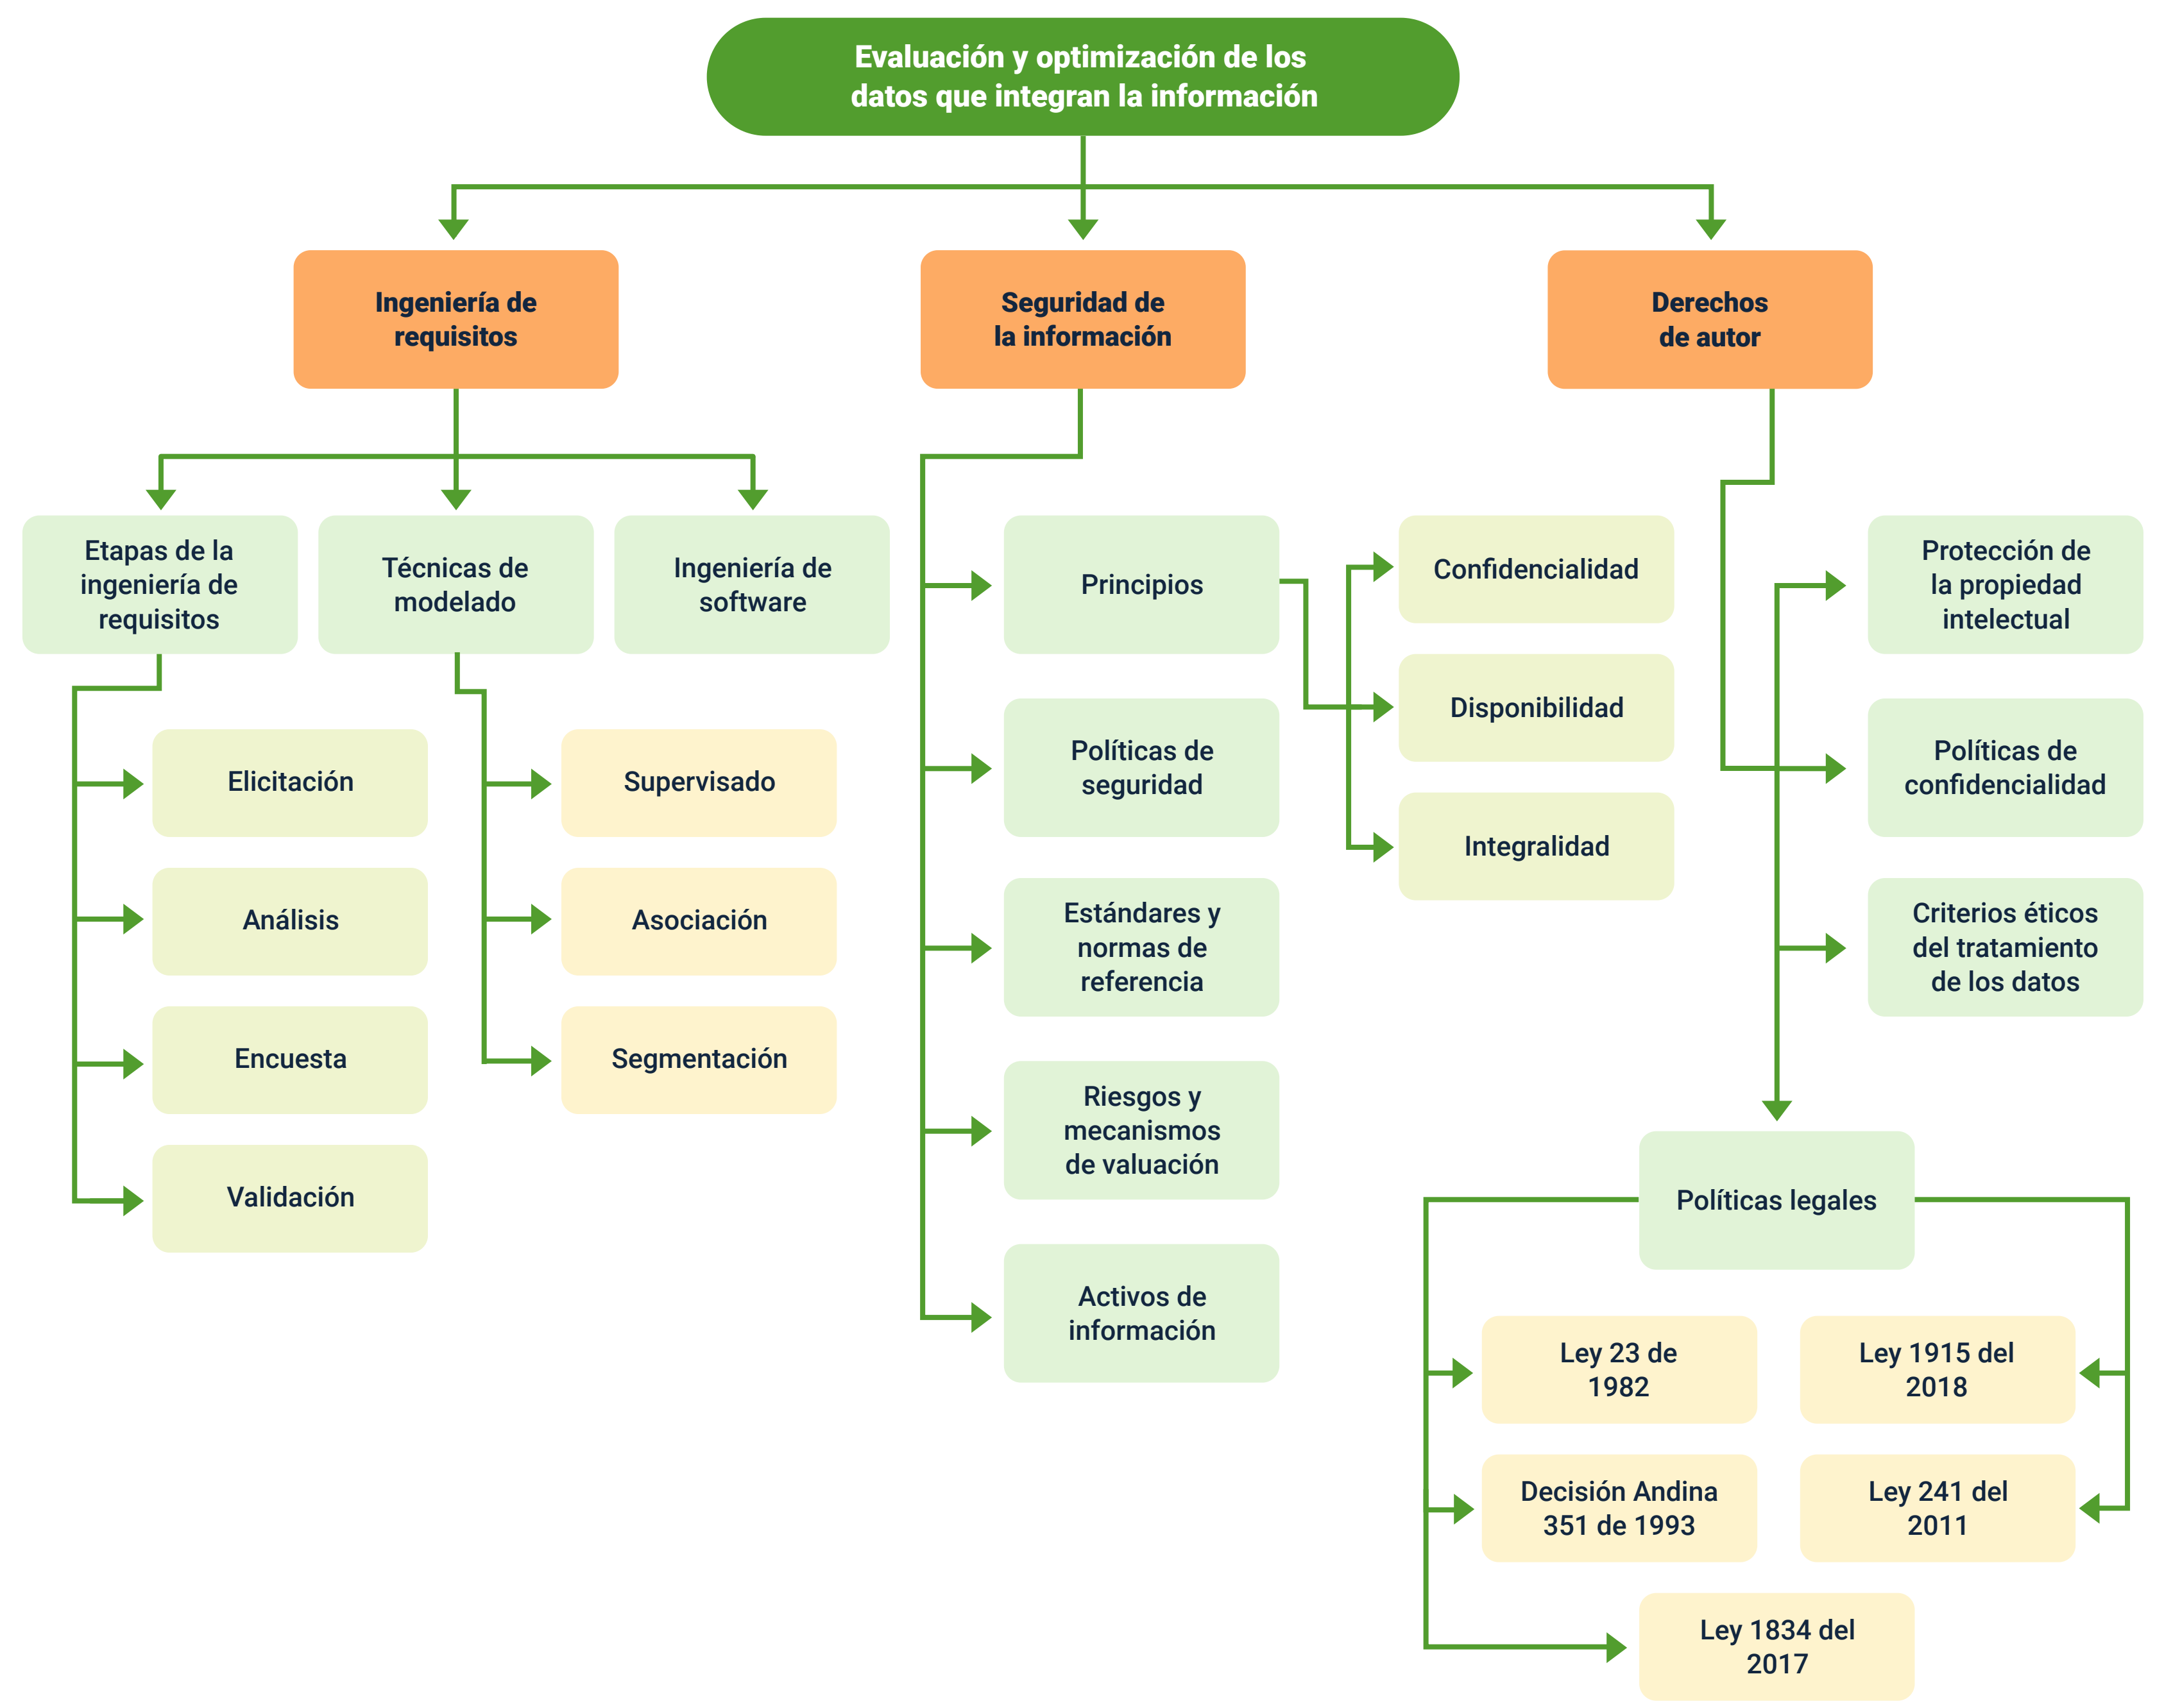 Evaluación y optimización de los
datos que integran la información
Ingeniería de
requisitos
Seguridad de
la información
Derechos
de autor
Etapas de la
ingeniería de
requisitos
Técnicas de
modelado
Ingeniería de
software
Elicitación
Análisis
Encuesta
Validación
Supervisado
Asociación
Segmentación
Principios
Políticas de
seguridad
Estándares y
normas de
referencia
Riesgos y
mecanismos
de valuación
Activos de
información
Confidencialidad
Disponibilidad
Integralidad
Protección de
la propiedad
intelectual
Políticas de
confidencialidad
Criterios éticos
del tratamiento
de los datos
Políticas legales
Ley 23 de
1982
Ley 1915 del
2018
Decisión Andina
351 de 1993
Ley 241 del
2011
Ley 1834 del
2017